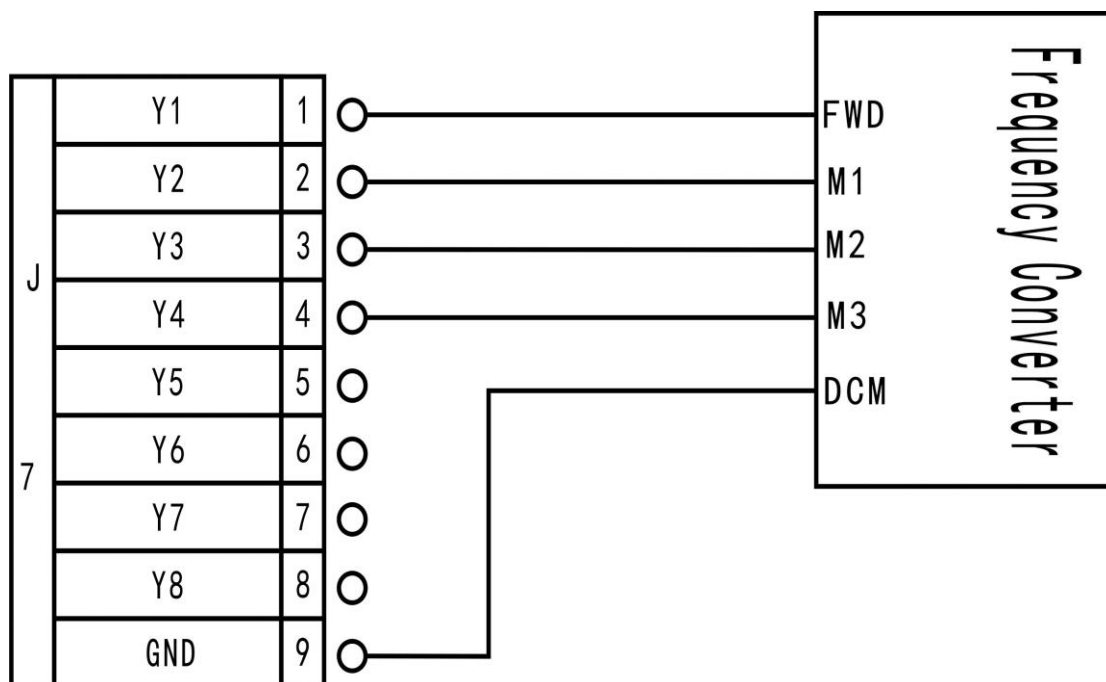 J7
Y1 1
Y2 2
Y3 3
Y4 4
Y5 5
Y6 6
Y7 7
Y8 8
GND 9
FWD
M1
M2
M3
DCM
Frequency Converter